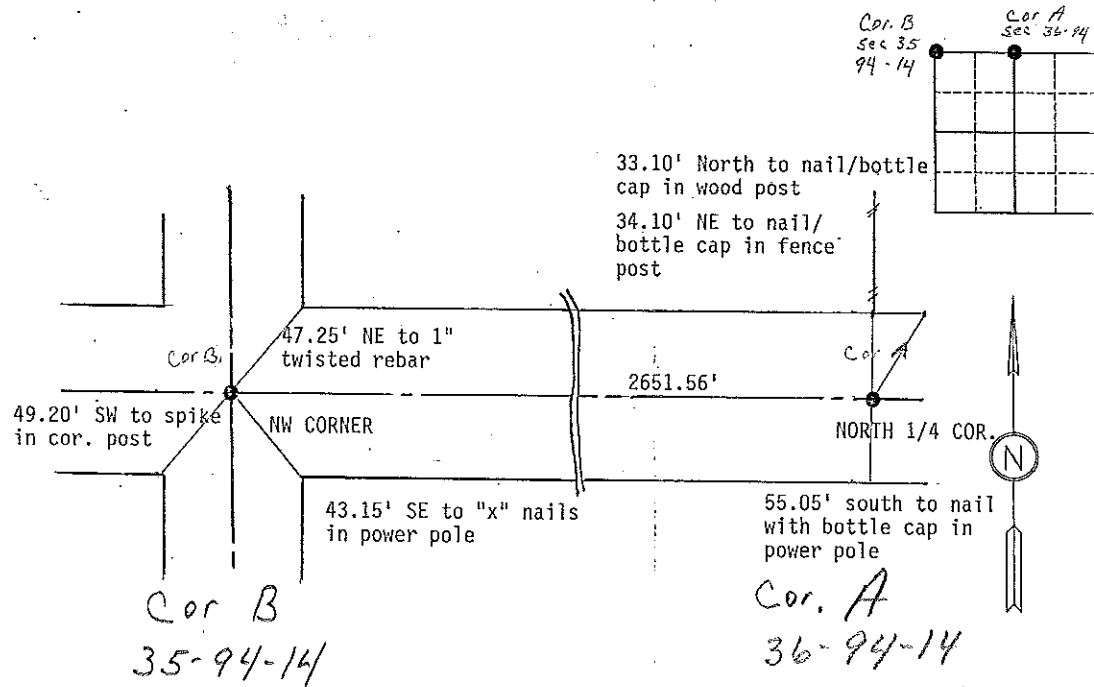 Cor. B
sec 35
94-14
Cor A
sec 36-94
33.10' North to nail/bottle
cap in wood post
34.10' NE to nail/
bottle cap in fence
post
47.25' NE to 1"
twisted rebar
Cor B.
Cor A
2651.56'
49.20' SW to spike
in cor. post
NW CORNER
NORTH 1/4 COR.
N
43.15' SE to "x" nails
in power pole
55.05' south to nail
with bottle cap in
power pole
Cor B
35-94-14
Cor. A
36-94-14